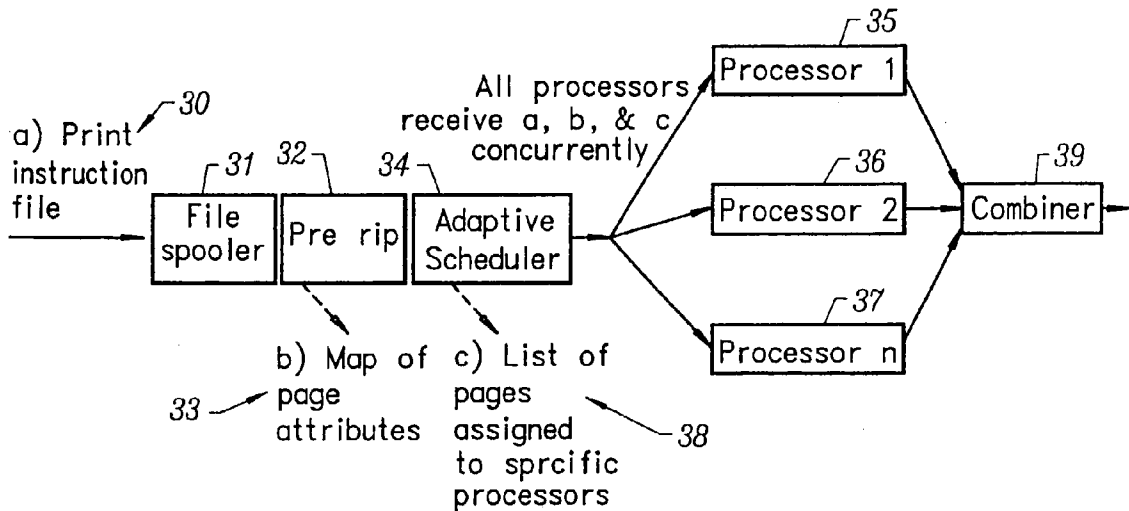 30
a) Print
instruction
file
31
File
spooler
32
Pre rip
34
Adaptive
Scheduler
All processors
receive a, b, & c
concurrently
35
Processor 1
36
Processor 2
37
Processor n
39
Combiner
b) Map of
page
attributes
33
c) List of
pages
assigned
to sprcific
processors
38